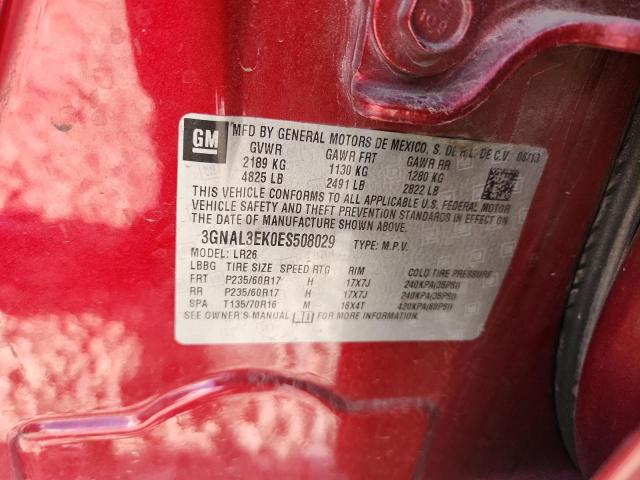 108
GM
MFD BY GENERAL MOTORS DE MEXICO, S. DE R.L. DE C.V. 06/13
GVWR GAWR FRT GAWR RR
2189 KG 1130 KG 1280 KG
4825 LB 2491 LB 2822 LB
THIS VEHICLE CONFORMS TO ALL APPLICABLE U.S. FEDERAL MOTOR
VEHICLE SAFETY AND THEFT PREVENTION STANDARDS IN EFFECT ON
THE DATE OF MANUFACTURE SHOWN ABOVE.
3GNAL3EK0ES508029 TYPE: M.P.V.
MODEL: LR26
LBBG TIRE SIZE SPEED RTG RIM COLD TIRE PRESSURE
FRT P235/60R17 H 17X7J 240KPA(35PSI)
RR P235/60R17 H 17X7J 240KPA(35PSI)
SPA T135/70R16 M 16X4T 420KPA(60PSI)
SEE OWNER'S MANUAL FOR MORE INFORMATION